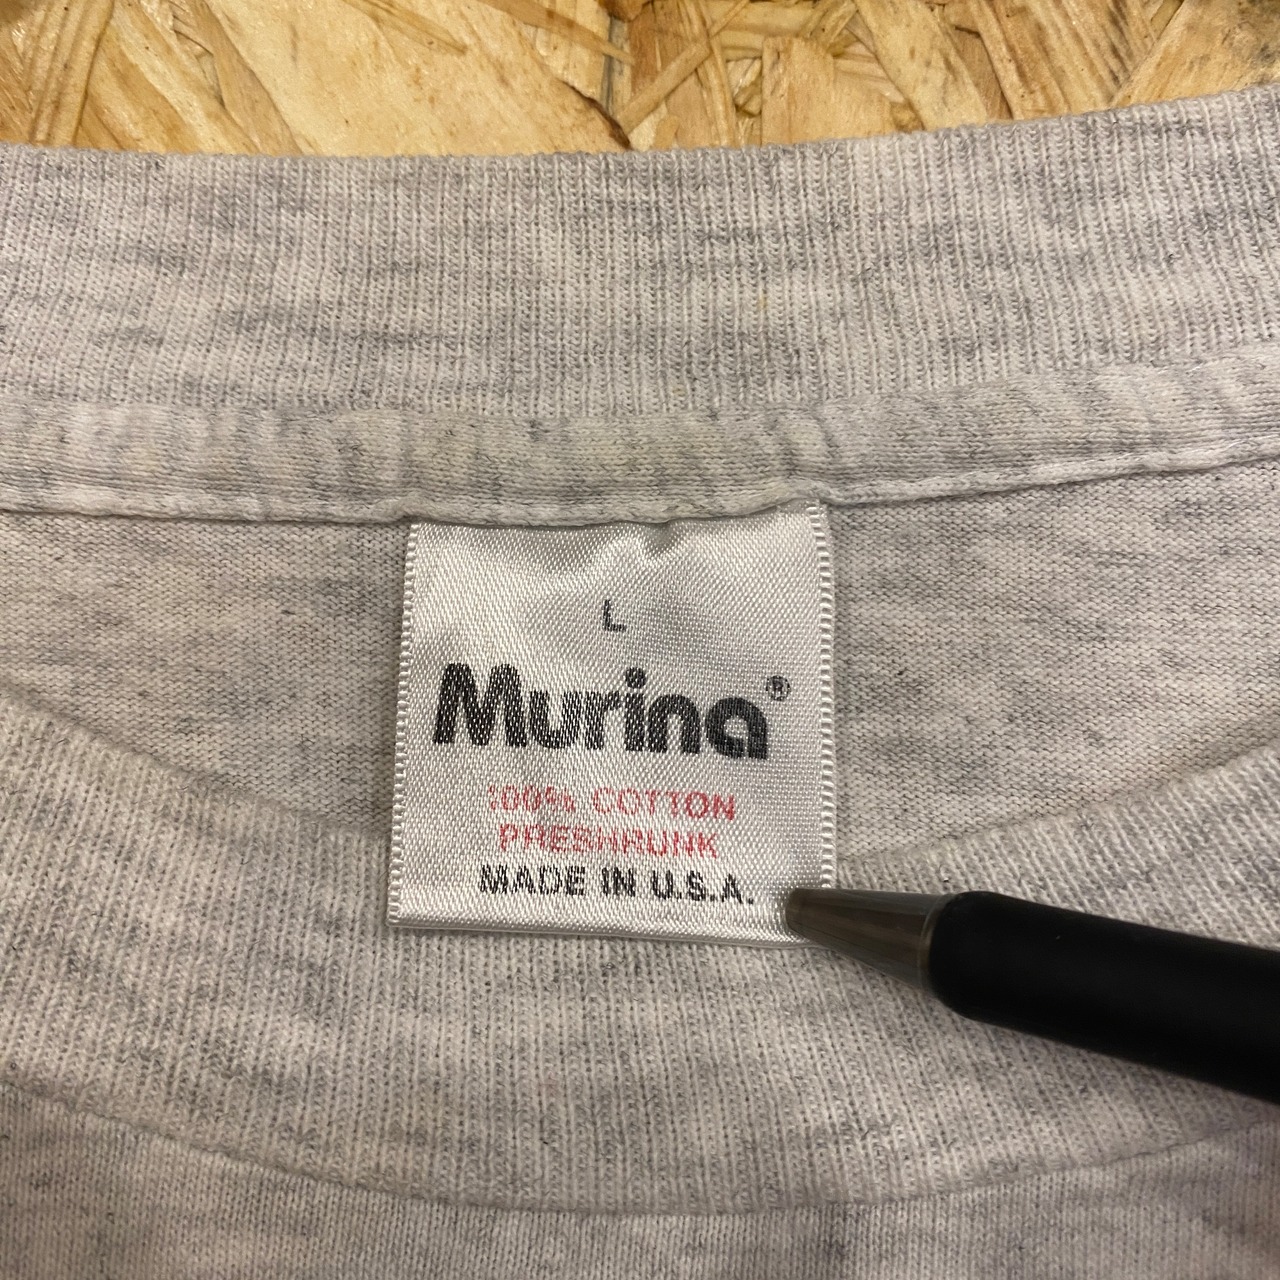 L
Murina®
100% COTTON
PRESHRUNK
MADE IN U.S.A.